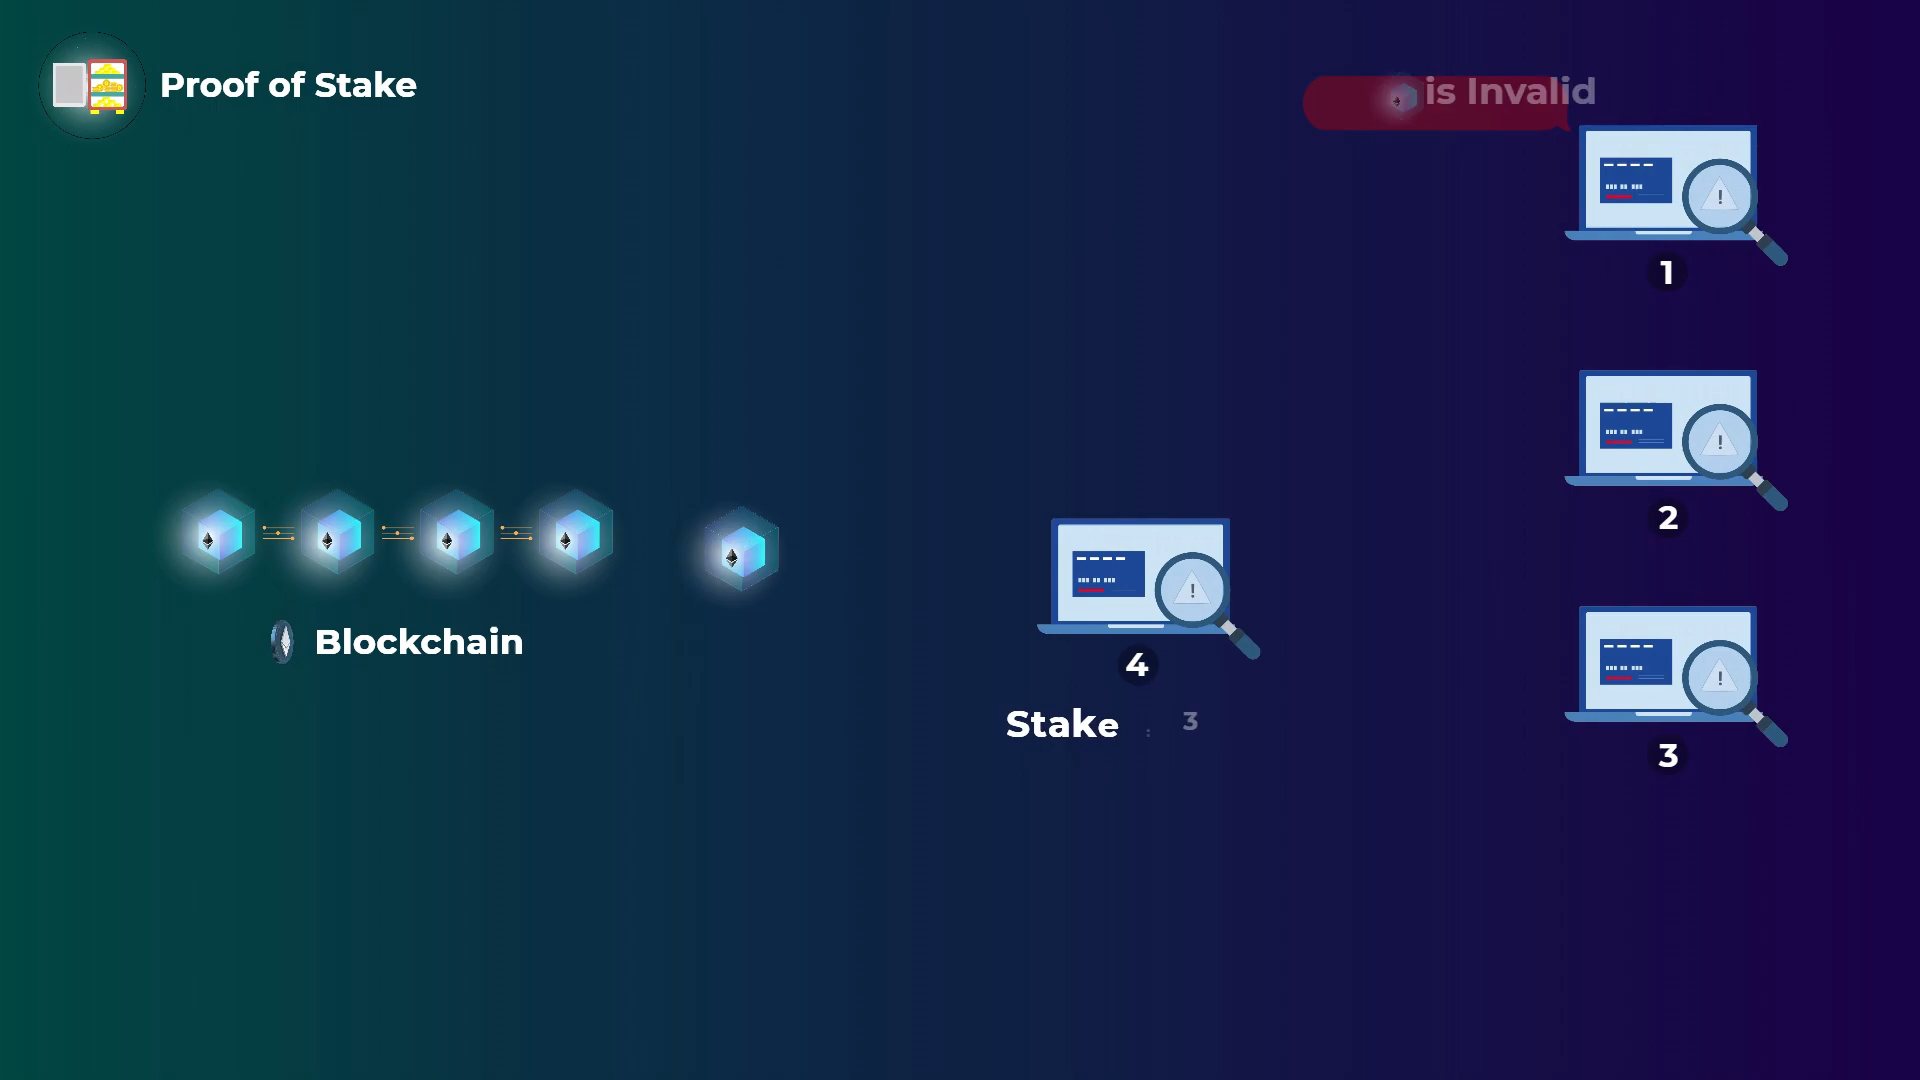 Proof of Stake
is Invalid
1
2
Blockchain
4
Stake : 3
3